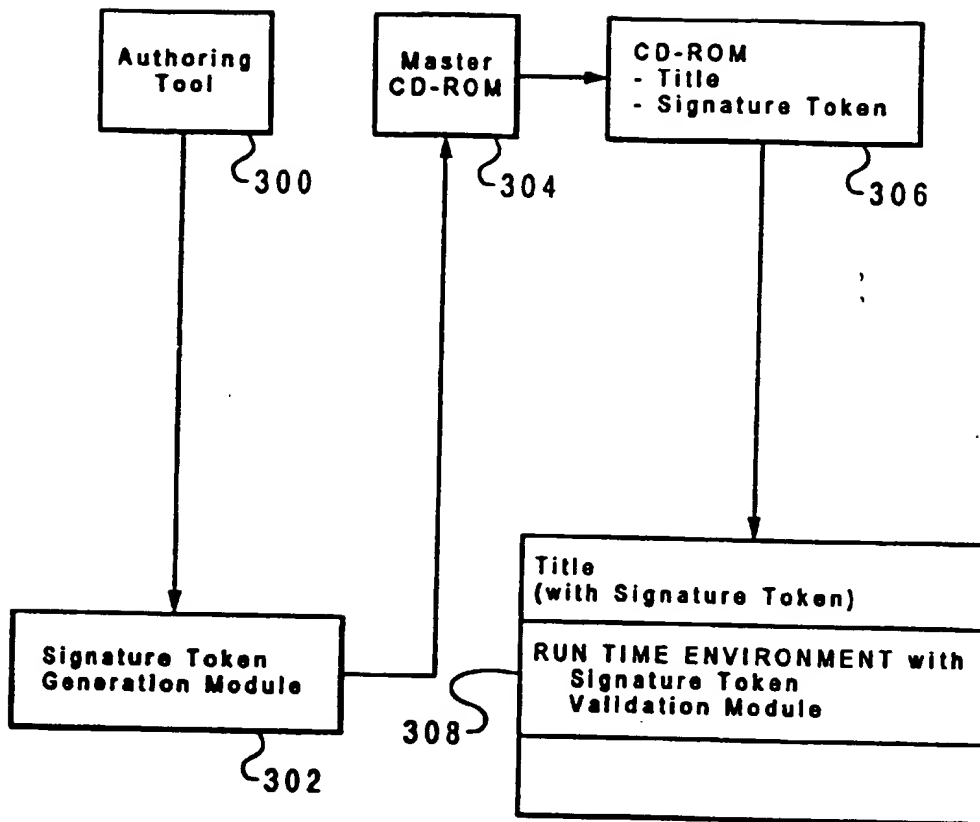 Authoring
Tool
300
Master
CD-ROM
304
CD-ROM
- Title
- Signature Token
306
Title
(with Signature Token)
RUN TIME ENVIRONMENT with
Signature Token
Validation Module
308
Signature Token
Generation Module
302